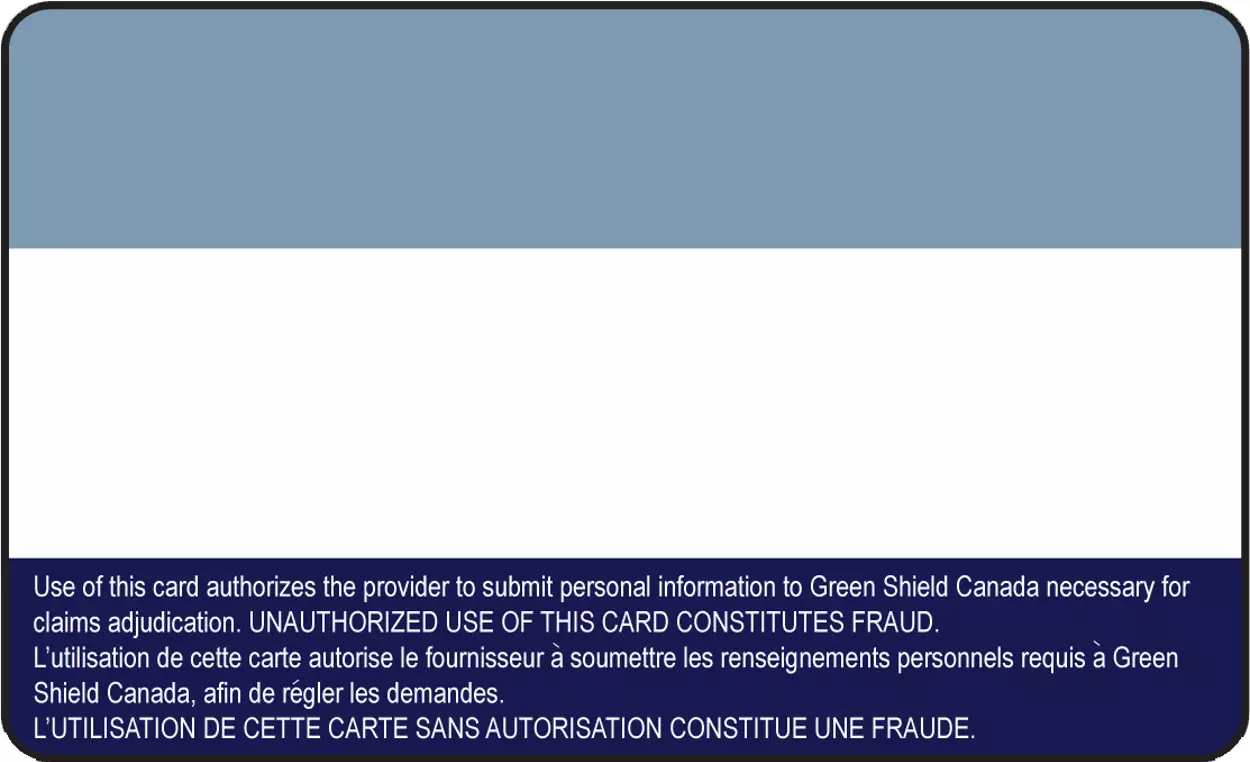 Use of this card authorizes the provider to submit personal information to Green Shield Canada necessary for
claims adjudication. UNAUTHORIZED USE OF THIS CARD CONSTITUTES FRAUD.
L’utilisation de cette carte autorise le fournisseur à soumettre les renseignements personnels requis à Green
Shield Canada, afin de régler les demandes.
L’UTILISATION DE CETTE CARTE SANS AUTORISATION CONSTITUE UNE FRAUDE.